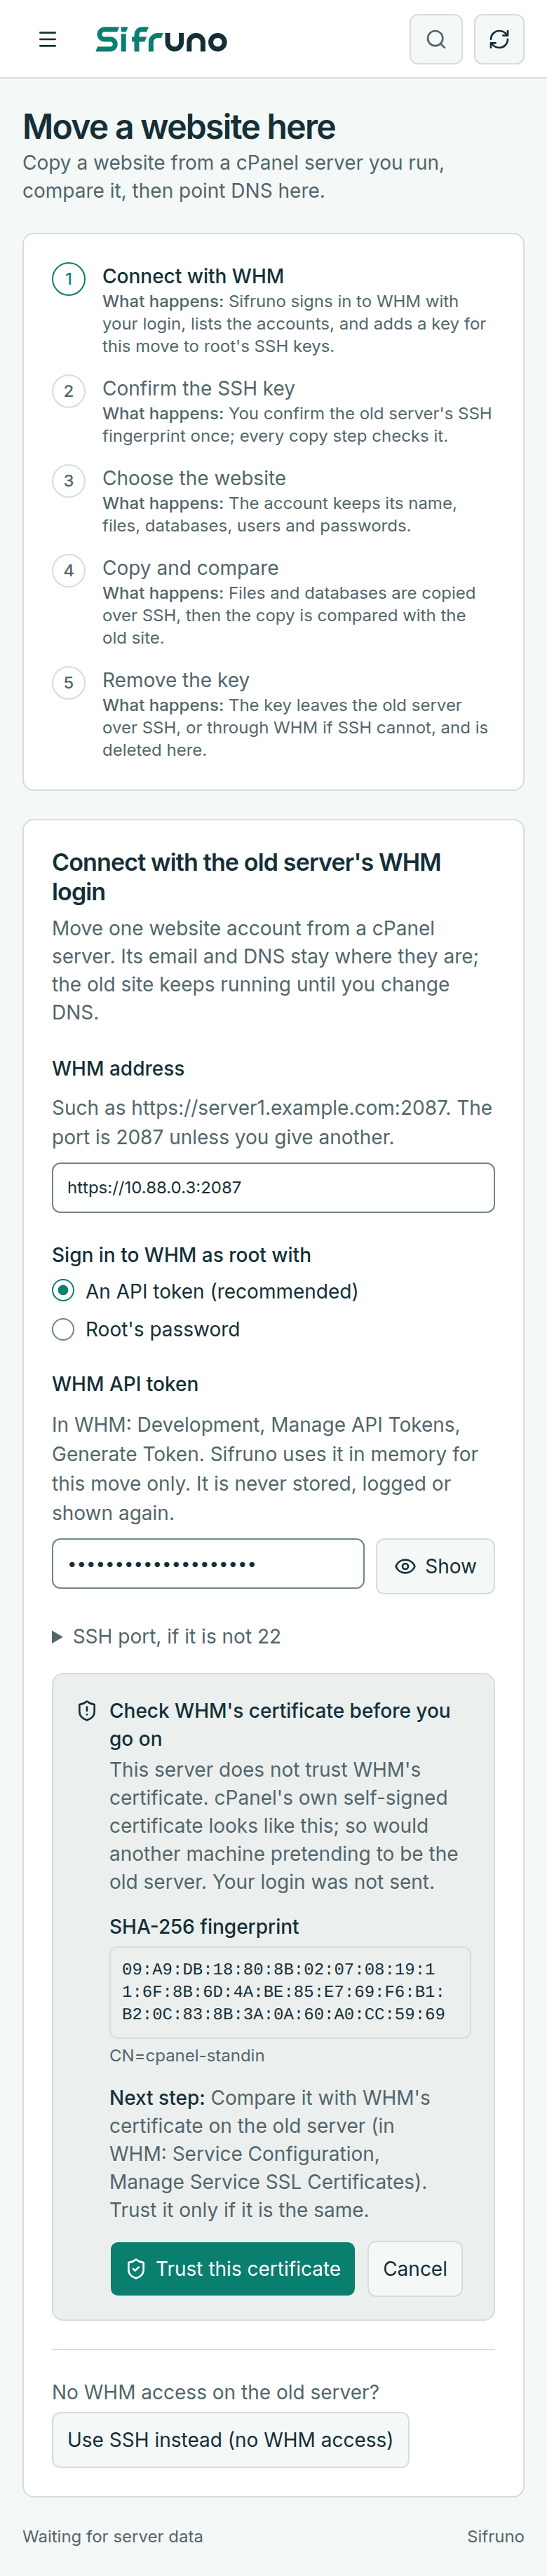 Sifruno
Move a website here
Copy a website from a cPanel server you run,
compare it, then point DNS here.
1
Connect with WHM
What happens: Sifruno signs in to WHM with
your login, lists the accounts, and adds a key for
this move to root's SSH keys.
2
Confirm the SSH key
What happens: You confirm the old server's SSH
fingerprint once; every copy step checks it.
3
Choose the website
What happens: The account keeps its name,
files, databases, users and passwords.
4
Copy and compare
What happens: Files and databases are copied
over SSH, then the copy is compared with the
old site.
5
Remove the key
What happens: The key leaves the old server
over SSH, or through WHM if SSH cannot, and is
deleted here.
Connect with the old server's WHM
login
Move one website account from a cPanel
server. Its email and DNS stay where they are;
the old site keeps running until you change
DNS.
WHM address
Such as https://server1.example.com:2087. The
port is 2087 unless you give another.
https://10.88.0.3:2087
Sign in to WHM as root with
An API token (recommended)
Root's password
WHM API token
In WHM: Development, Manage API Tokens,
Generate Token. Sifruno uses it in memory for
this move only. It is never stored, logged or
shown again.
••••••••••••••••••••
Show
SSH port, if it is not 22
Check WHM's certificate before you
go on
This server does not trust WHM's
certificate. cPanel's own self-signed
certificate looks like this; so would
another machine pretending to be the
old server. Your login was not sent.
SHA-256 fingerprint
09:A9:DB:18:80:8B:02:07:08:19:1
1:6F:8B:6D:4A:BE:85:E7:69:F6:B1:
B2:0C:83:8B:3A:0A:60:A0:CC:59:69
CN=cpanel-standin
Next step: Compare it with WHM's
certificate on the old server (in
WHM: Service Configuration,
Manage Service SSL Certificates).
Trust it only if it is the same.
Trust this certificate
Cancel
No WHM access on the old server?
Use SSH instead (no WHM access)
Waiting for server data
Sifruno